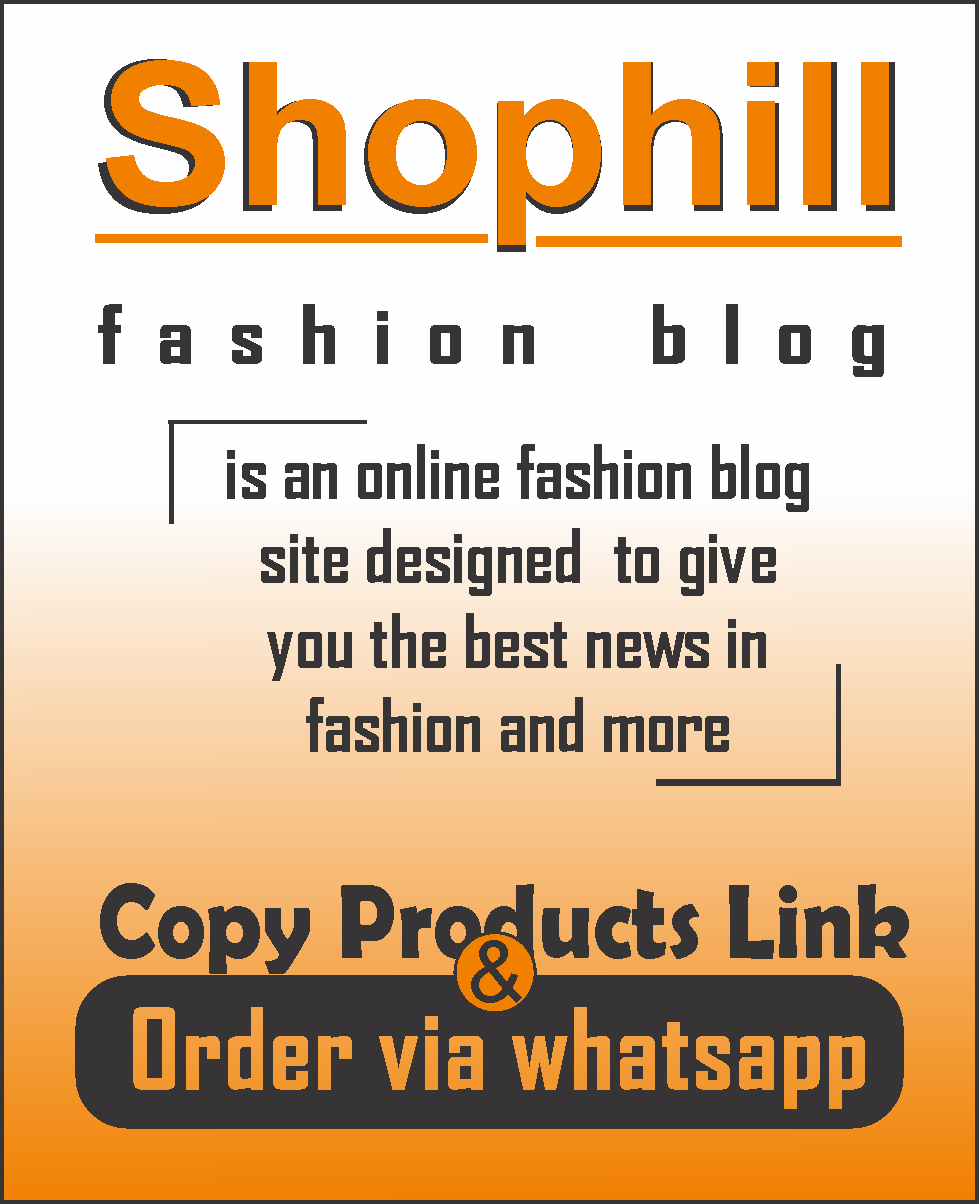 Shophill
fashion blog
is an online fashion blog
site designed to give
you the best news in
fashion and more
Copy Products Link
&
Order via whatsapp